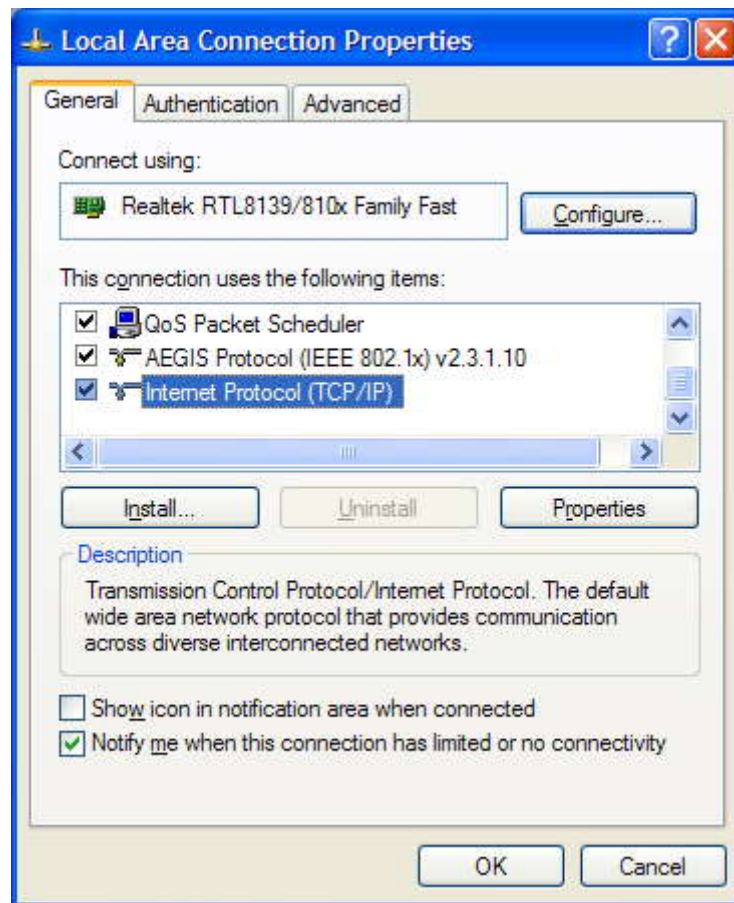 Local Area Connection Properties
General
Authentication
Advanced
Connect using:
Realtek RTL8139/810x Family Fast
Configure...
This connection uses the following items:
QoS Packet Scheduler
AEGIS Protocol (IEEE 802.1x) v2.3.1.10
Internet Protocol (TCP/IP)
Install...
Uninstall
Properties
Description
Transmission Control Protocol/Internet Protocol. The default
wide area network protocol that provides communication
across diverse interconnected networks.
Show icon in notification area when connected
Notify me when this connection has limited or no connectivity
OK
Cancel